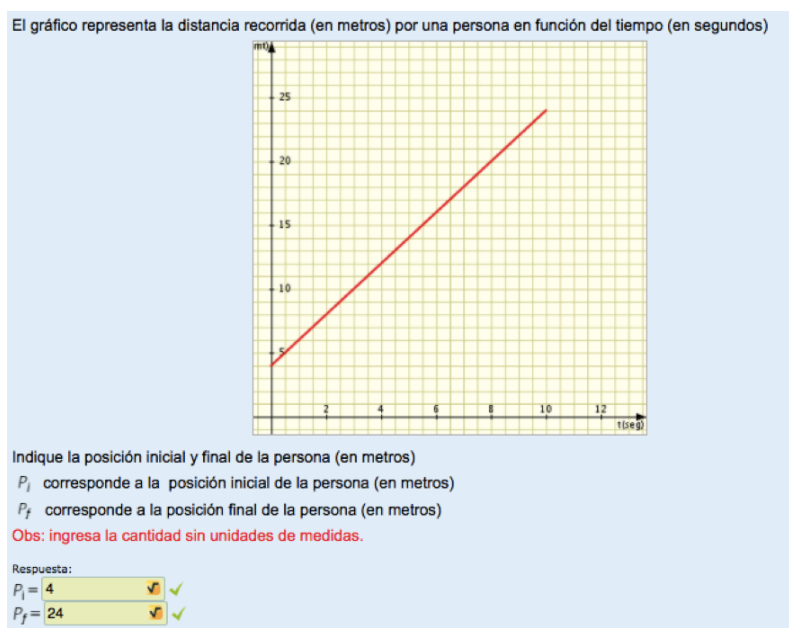 El gráfico representa la distancia recorrida (en metros) por una persona en función del tiempo (en segundos)
mt)
25
20
15
10
5
2 4 6 8 10 12
t(seg)
Indique la posición inicial y final de la persona (en metros)
Pi corresponde a la posición inicial de la persona (en metros)
Pf corresponde a la posición final de la persona (en metros)
Obs: ingresa la cantidad sin unidades de medidas.
Respuesta:
Pi = 4
Pf = 24